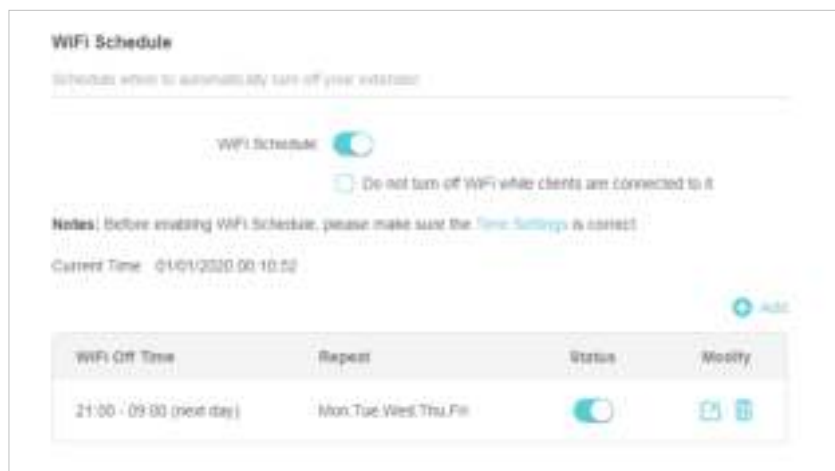 WiFi Schedule
Schedule when to automatically turn off your extender.
WiFi Schedule:
Do not turn off WiFi while clients are connected to it
Notes: Before enabling WiFi Schedule, please make sure the Time Settings is correct.
Current Time: 01/01/2020 00:10:52
Add
WiFi Off Time Repeat Status Modify
21:00 - 09:00 (next day) Mon,Tue,Wed,Thu,Fri